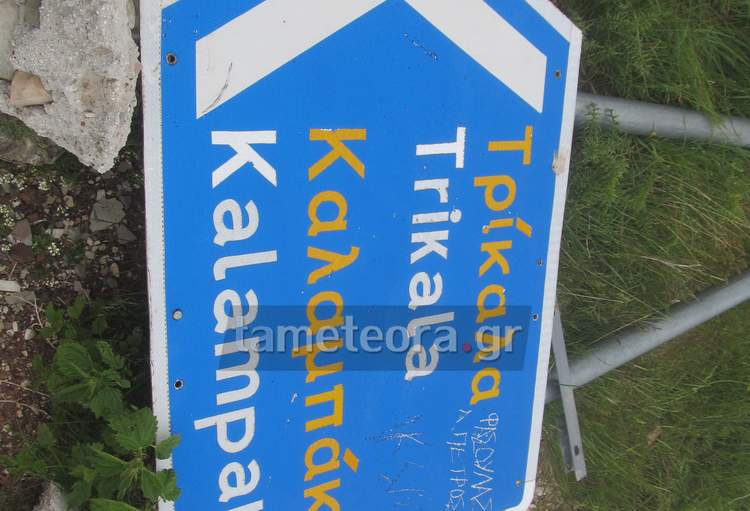 Τρίκαλα
Trikala
Καλαμπάκ
Kalampak
tameteora.gr